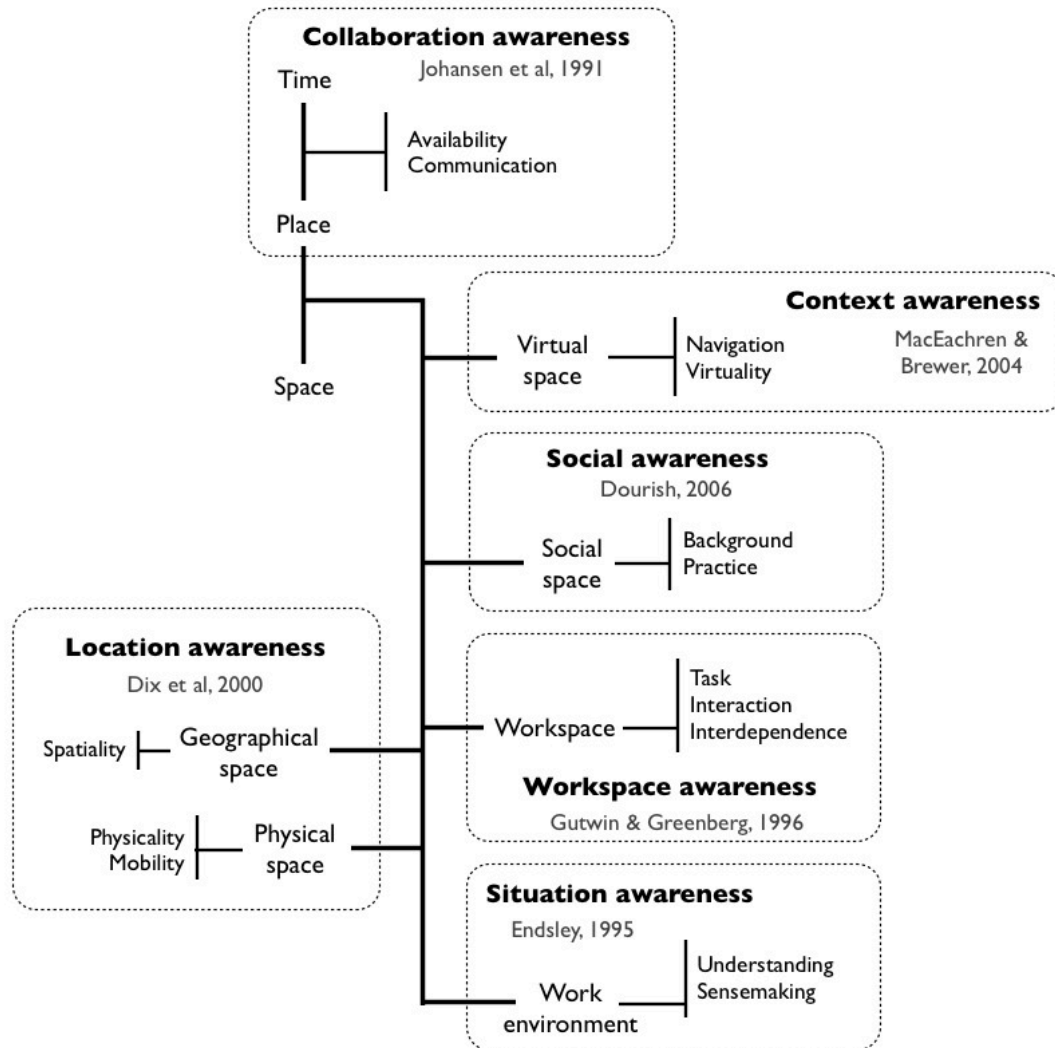 Collaboration awareness
Johansen et al, 1991
Time
Availability
Communication
Place
Space
Context awareness
MacEachren &
Brewer, 2004
Virtual
space
Navigation
Virtuality
Social awareness
Dourish, 2006
Social
space
Background
Practice
Location awareness
Dix et al, 2000
Spatiality
Geographical
space
Physicality
Mobility
Physical
space
Workspace
Task
Interaction
Interdependence
Workspace awareness
Gutwin & Greenberg, 1996
Situation awareness
Endsley, 1995
Work
environment
Understanding
Sensemaking